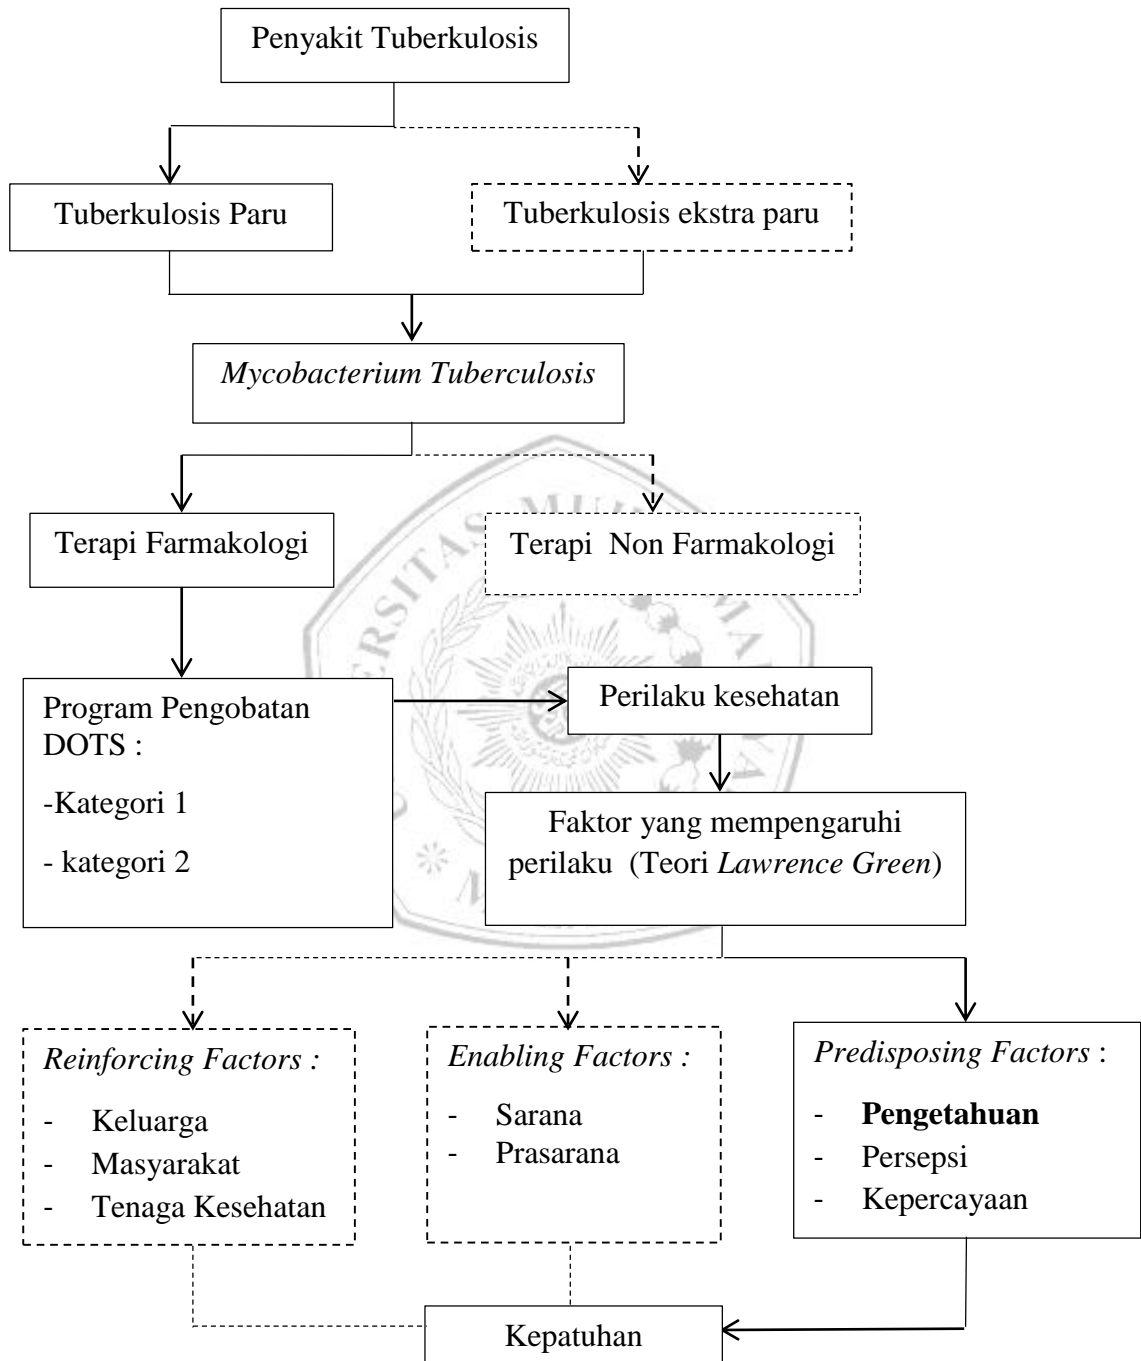 Penyakit Tuberkulosis
Tuberkulosis Paru
Tuberkulosis ekstra paru
Mycobacterium Tuberculosis
Terapi Farmakologi
Terapi Non Farmakologi
Program Pengobatan
DOTS :
-Kategori 1
- kategori 2
Perilaku kesehatan
Faktor yang mempengaruhi
perilaku (Teori Lawrence Green)
Reinforcing Factors :
- Keluarga
- Masyarakat
- Tenaga Kesehatan
Enabling Factors :
- Sarana
- Prasarana
Predisposing Factors :
- Pengetahuan
- Persepsi
- Kepercayaan
Kepatuhan